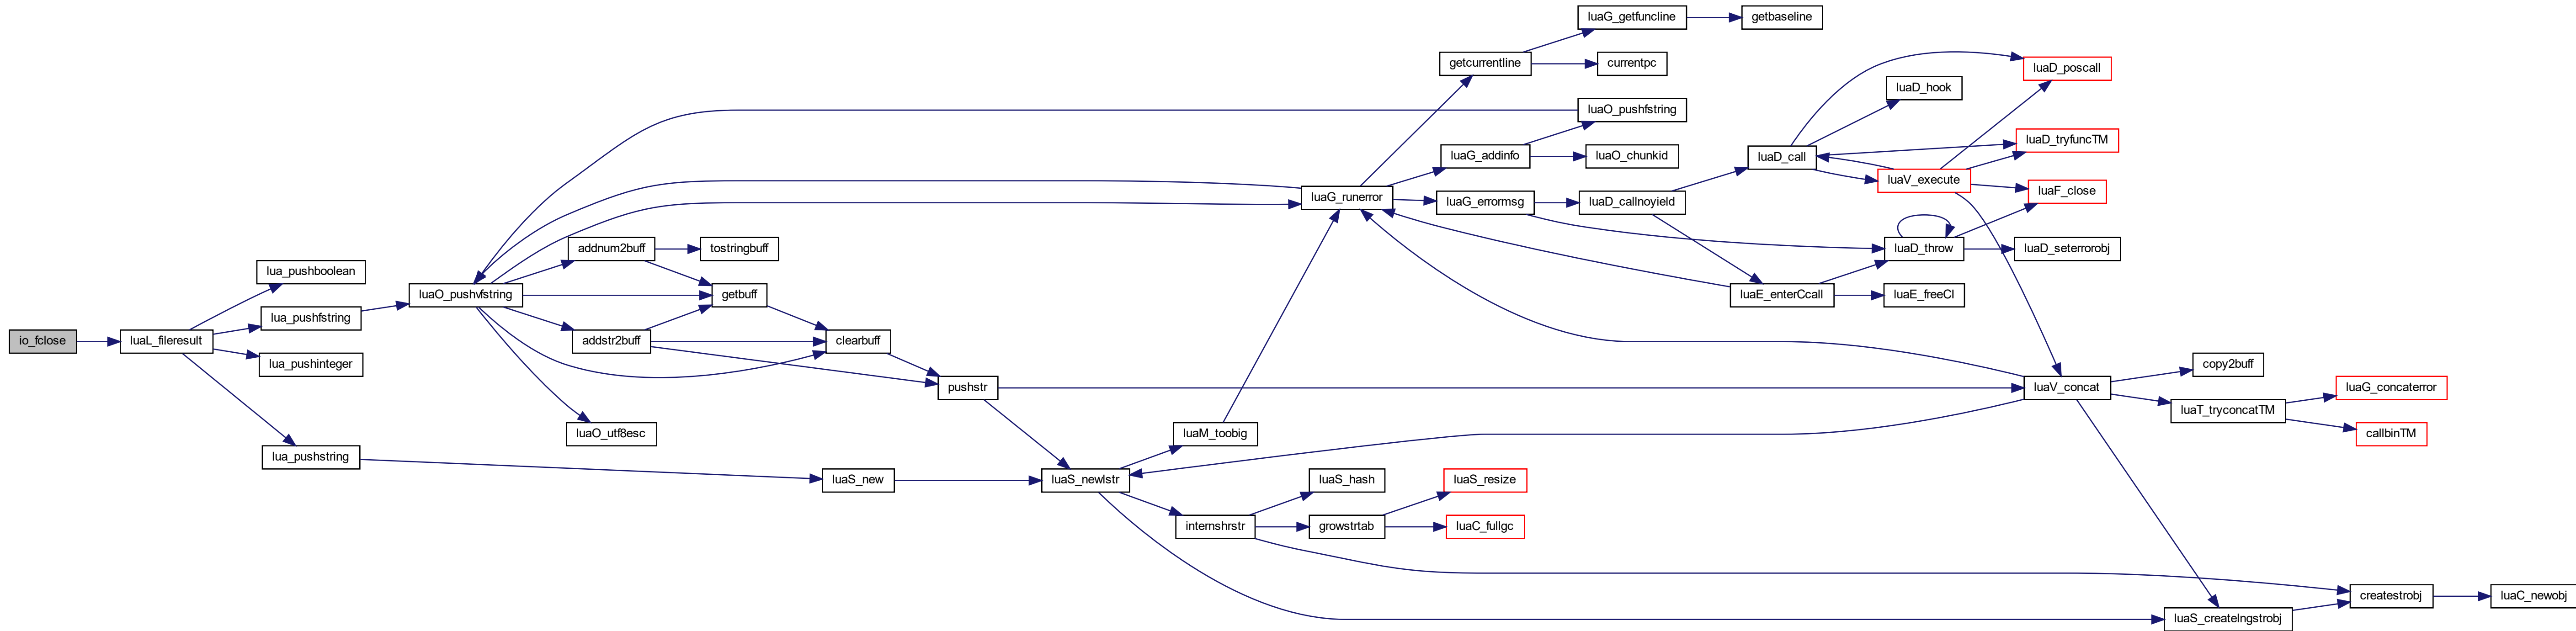 io_fclose
luaL_fileresult
lua_pushboolean
lua_pushfstring
lua_pushinteger
lua_pushstring
luaO_pushvfstring
addnum2buff
tostringbuff
getbuff
addstr2buff
clearbuff
luaO_utf8esc
pushstr
luaS_new
luaS_newlstr
luaM_toobig
internshrstr
luaG_runerror
luaS_hash
growstrtab
luaS_resize
luaC_fullgc
getcurrentline
luaG_getfuncline
getbaseline
currentpc
luaO_pushfstring
luaG_addinfo
luaO_chunkid
luaG_errormsg
luaD_callnoyield
luaD_call
luaD_hook
luaV_execute
luaD_poscall
luaD_tryfuncTM
luaF_close
luaD_throw
luaD_seterrorobj
luaE_enterCcall
luaE_freeCI
luaV_concat
copy2buff
luaT_tryconcatTM
luaG_concaterror
callbinTM
luaS_createlngstrobj
createstrobj
luaC_newobj